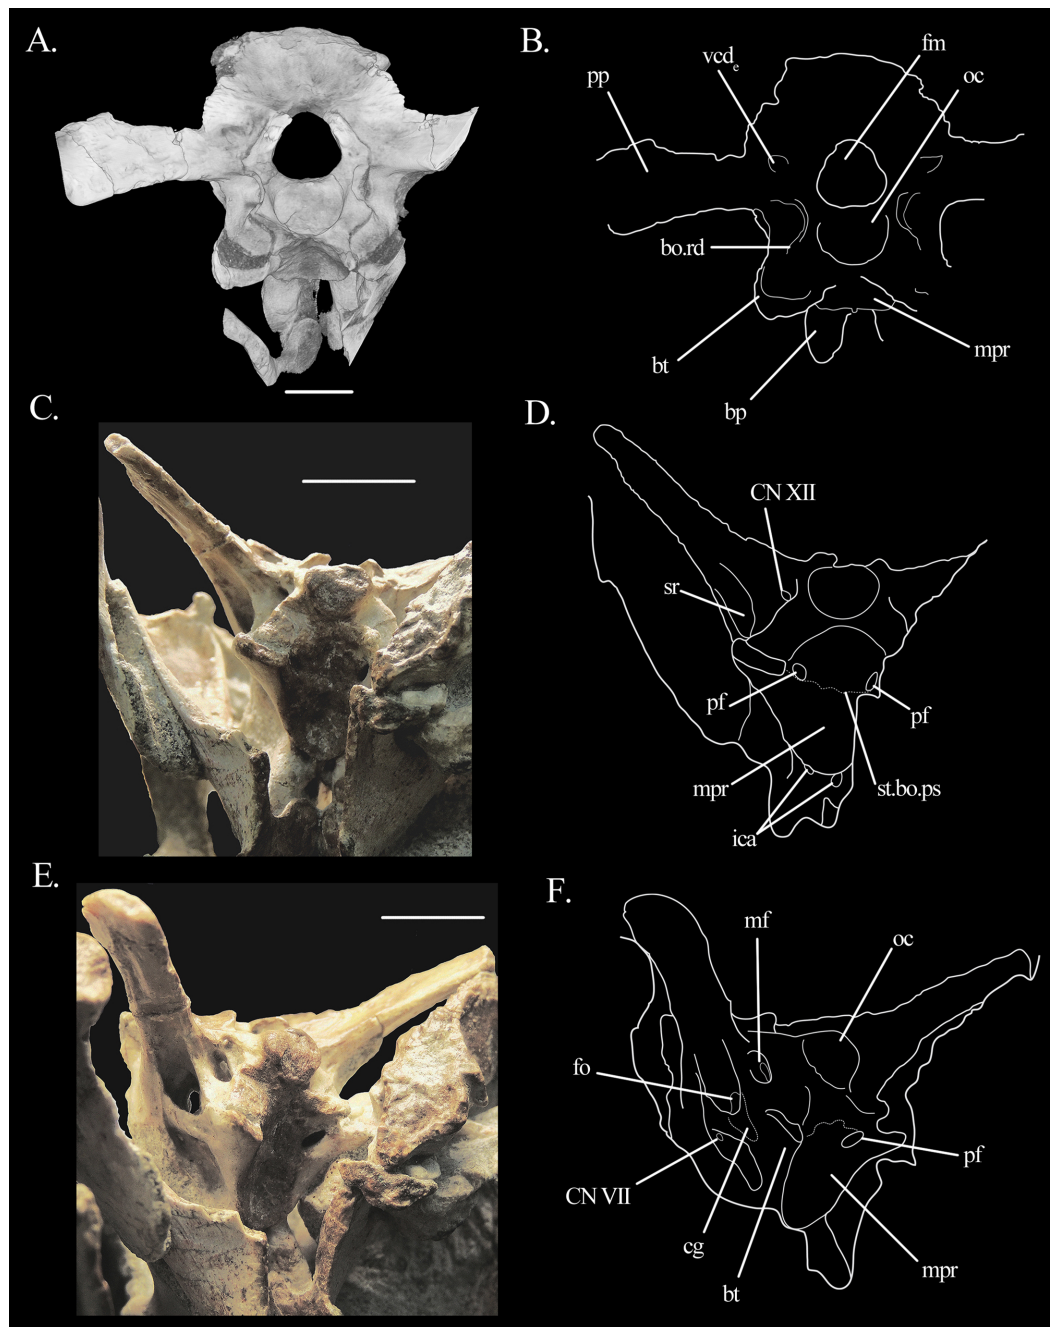 A.
B.
vcde
fm
pp
oc
bo.rd
bt
mpr
bp
C.
D.
CN XII
sr
pf
pf
mpr
st.bo.ps
ica
E.
F.
mf
oc
fo
pf
CN VII
cg
mpr
bt